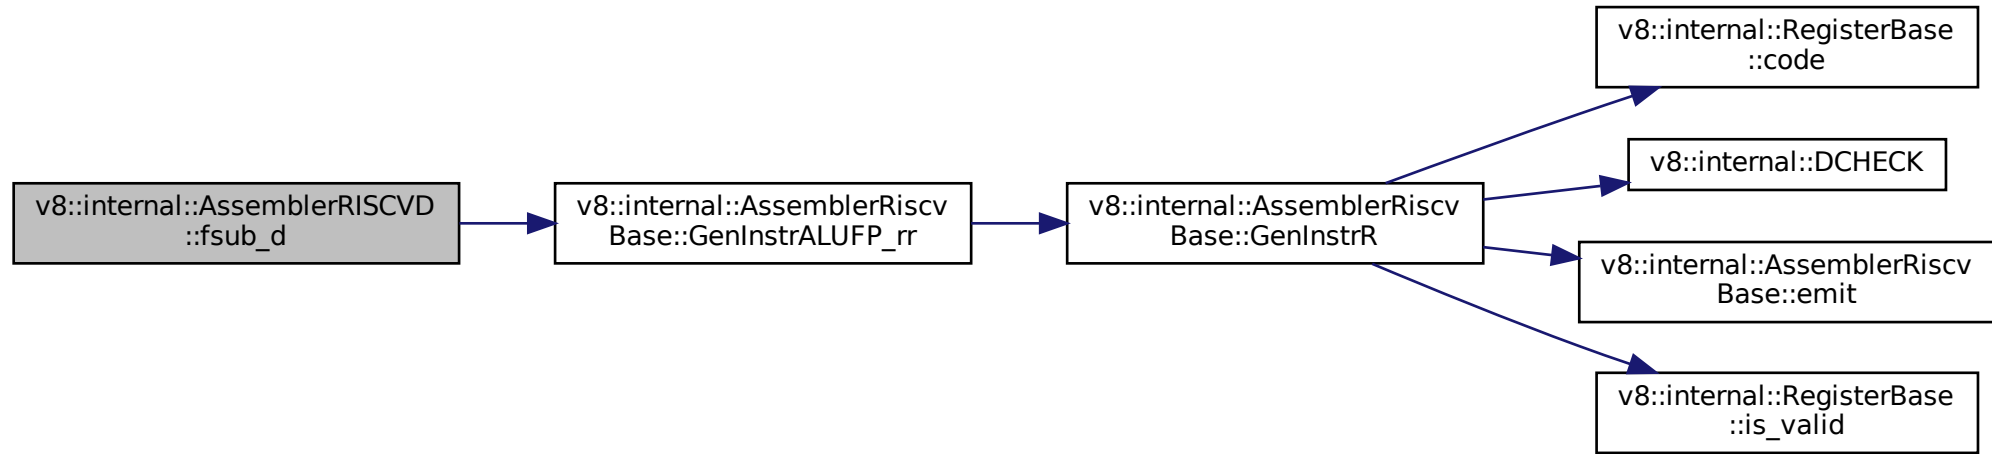 v8::internal::AssemblerRISCVD
::fsub_d
v8::internal::AssemblerRiscv
Base::GenInstrALUFP_rr
v8::internal::AssemblerRiscv
Base::GenInstrR
v8::internal::RegisterBase
::code
v8::internal::DCHECK
v8::internal::AssemblerRiscv
Base::emit
v8::internal::RegisterBase
::is_valid